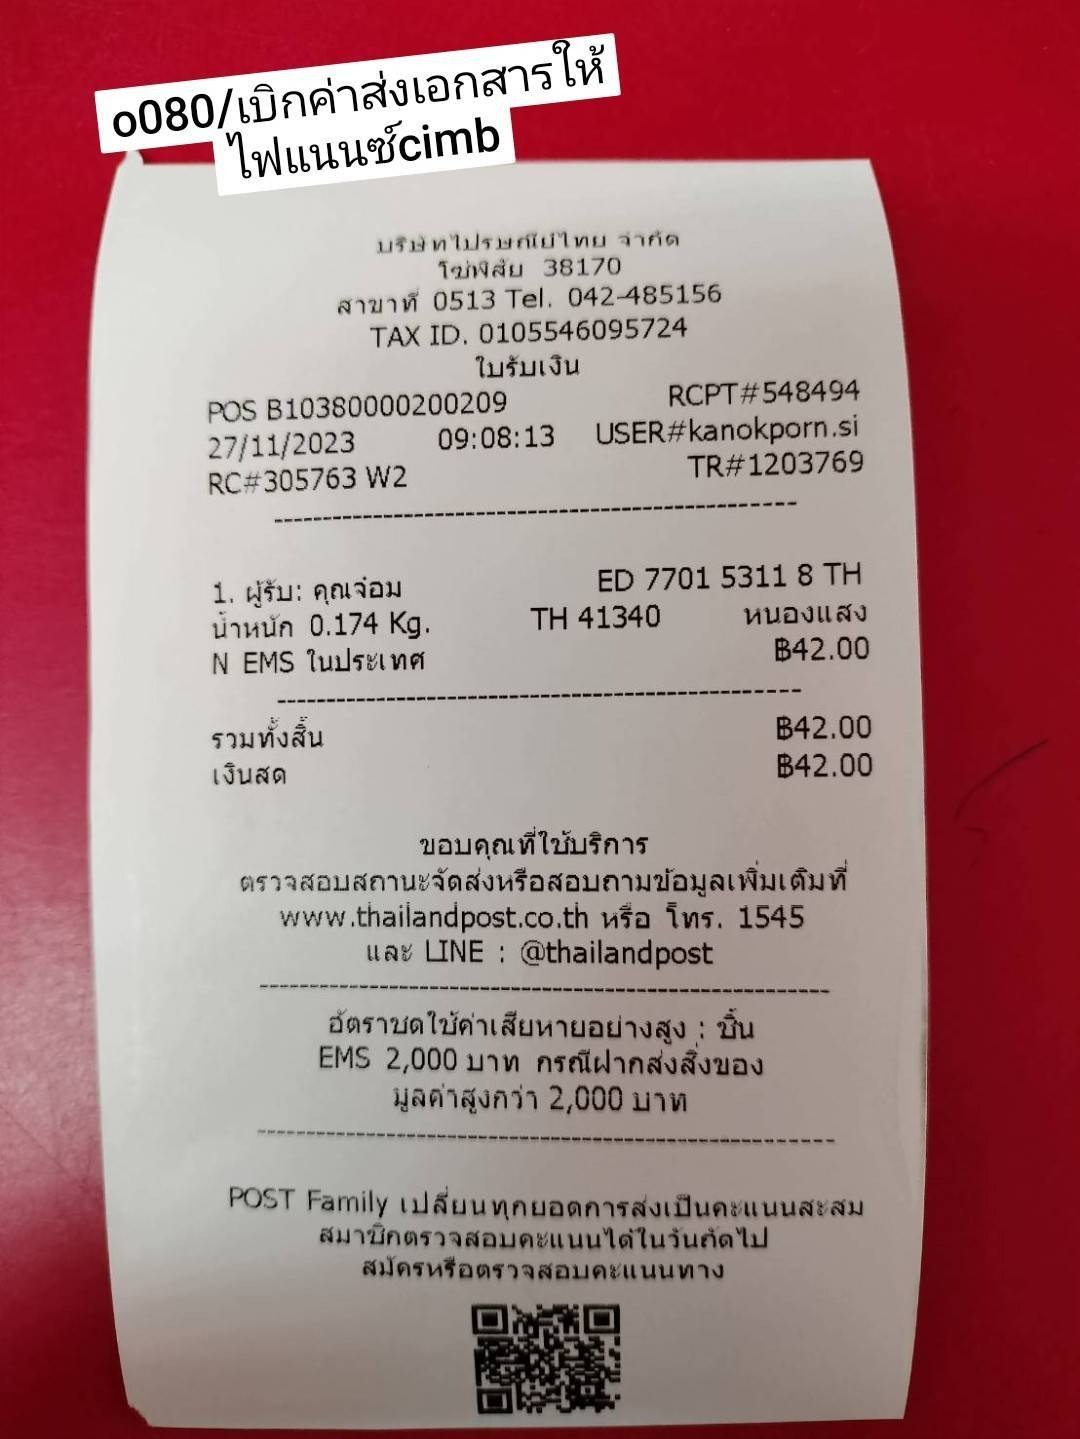 o080/เบิกค่าส่งเอกสารให้
ไฟแนนซ์cimb
บริษัทไปรษณีย์ไทย จำกัด
โซ่พิสัย 38170
สาขาที่ 0513 Tel. 042-485156
TAX ID. 0105546095724
ใบรับเงิน
POS B10380000200209 RCPT#548494
27/11/2023 09:08:13 USER#kanokporn.si
RC#305763 W2 TR#1203769
1. ผู้รับ: คุณจ่อม ED 7701 5311 8 TH
น้ำหนัก 0.174 Kg. TH 41340 หนองแสง
N EMS ในประเทศ ฿42.00
รวมทั้งสิ้น ฿42.00
เงินสด ฿42.00
ขอบคุณที่ใช้บริการ
ตรวจสอบสถานะจัดส่งหรือสอบถามข้อมูลเพิ่มเติมที่
www.thailandpost.co.th หรือ โทร. 1545
และ LINE : @thailandpost
อัตราชดใช้ค่าเสียหายอย่างสูง : ชิ้น
EMS 2,000 บาท กรณีฝากส่งสิ่งของ
มูลค่าสูงกว่า 2,000 บาท
POST Family เปลี่ยนทุกยอดการส่งเป็นคะแนนสะสม
สมาชิกตรวจสอบคะแนนได้ในวันถัดไป
สมัครหรือตรวจสอบคะแนนทาง